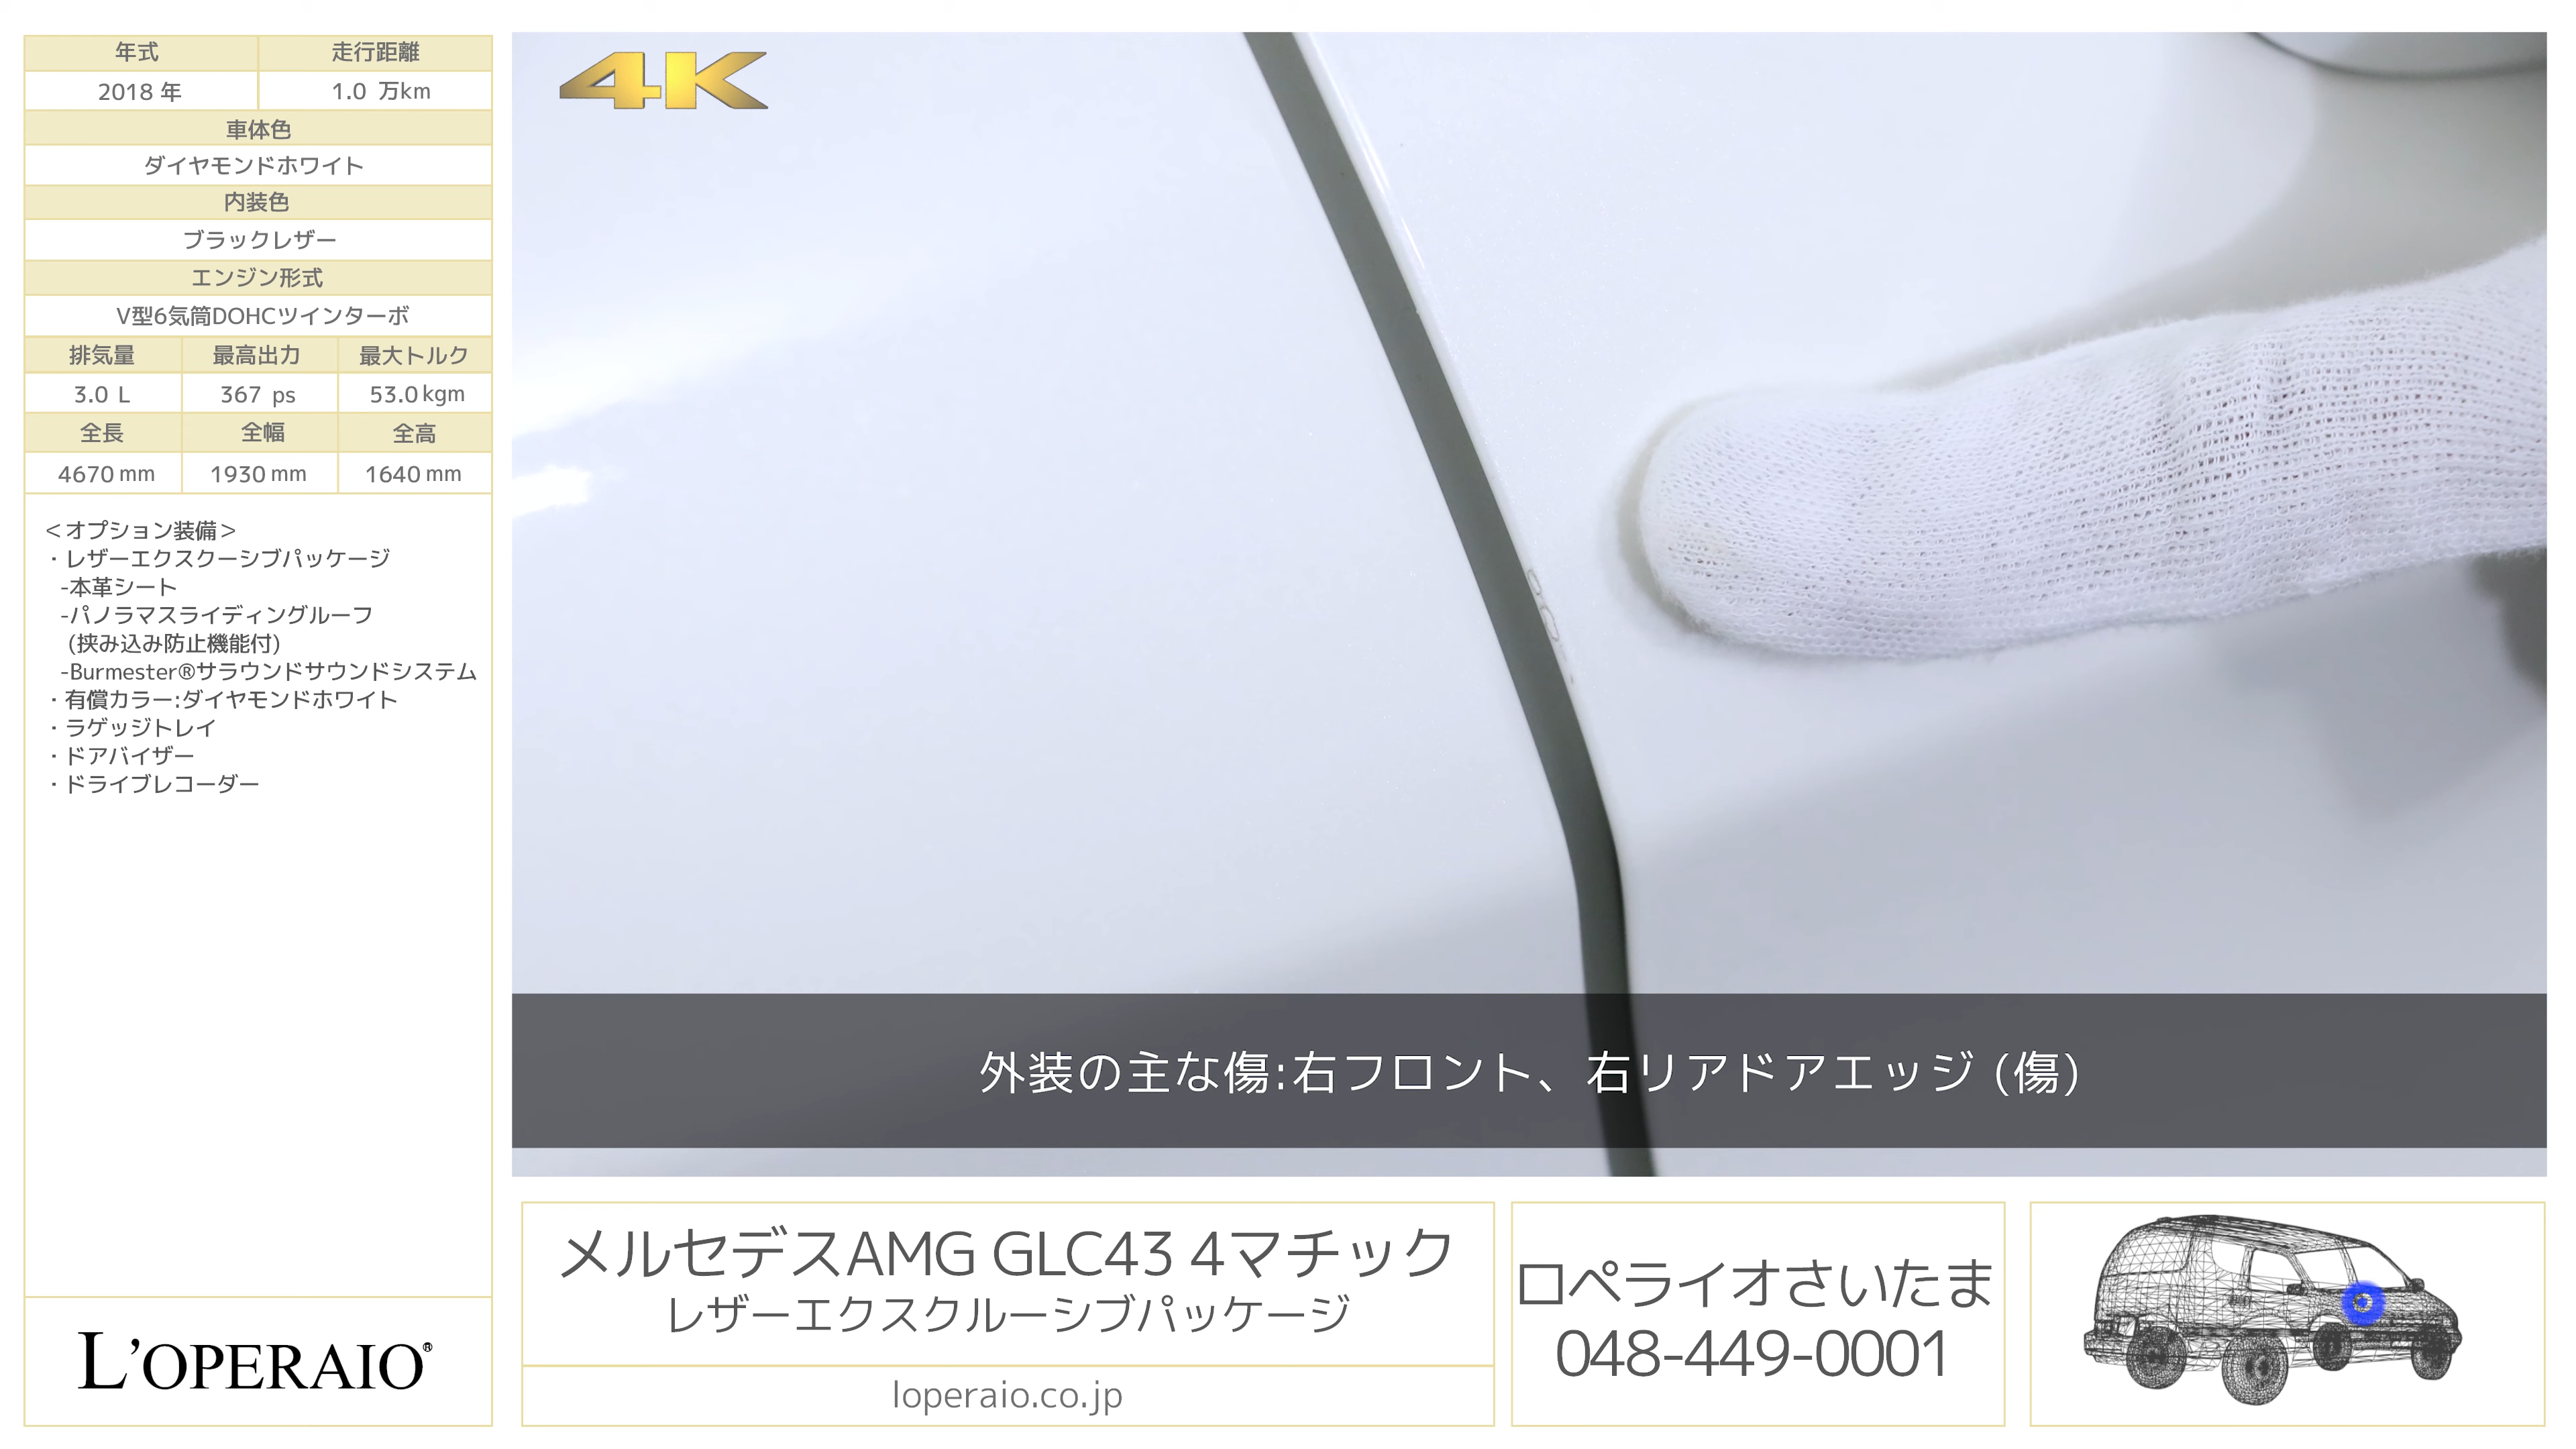 年式 走行距離
2018 年 1.0 万km
車体色
ダイヤモンドホワイト
内装色
ブラックレザー
エンジン形式
V型6気筒DOHCツインターボ
排気量 最高出力 最大トルク
3.0 L 367 ps 53.0kgm
全長 全幅 全高
4670mm 1930mm 1640mm
＜オプション装備＞
・レザーエクスクーシブパッケージ
-本革シート
-パノラマスライディングルーフ
(挟み込み防止機能付)
-Burmester®サラウンドサウンドシステム
・有償カラー:ダイヤモンドホワイト
・ラゲッジトレイ
・ドアバイザー
・ドライブレコーダー
L'OPERAIO®
4K
外装の主な傷:右フロント、右リアドアエッジ (傷)
メルセデスAMG GLC43 4マチック
レザーエクスクルーシブパッケージ
loperaio.co.jp
ロペライオさいたま
048-449-0001